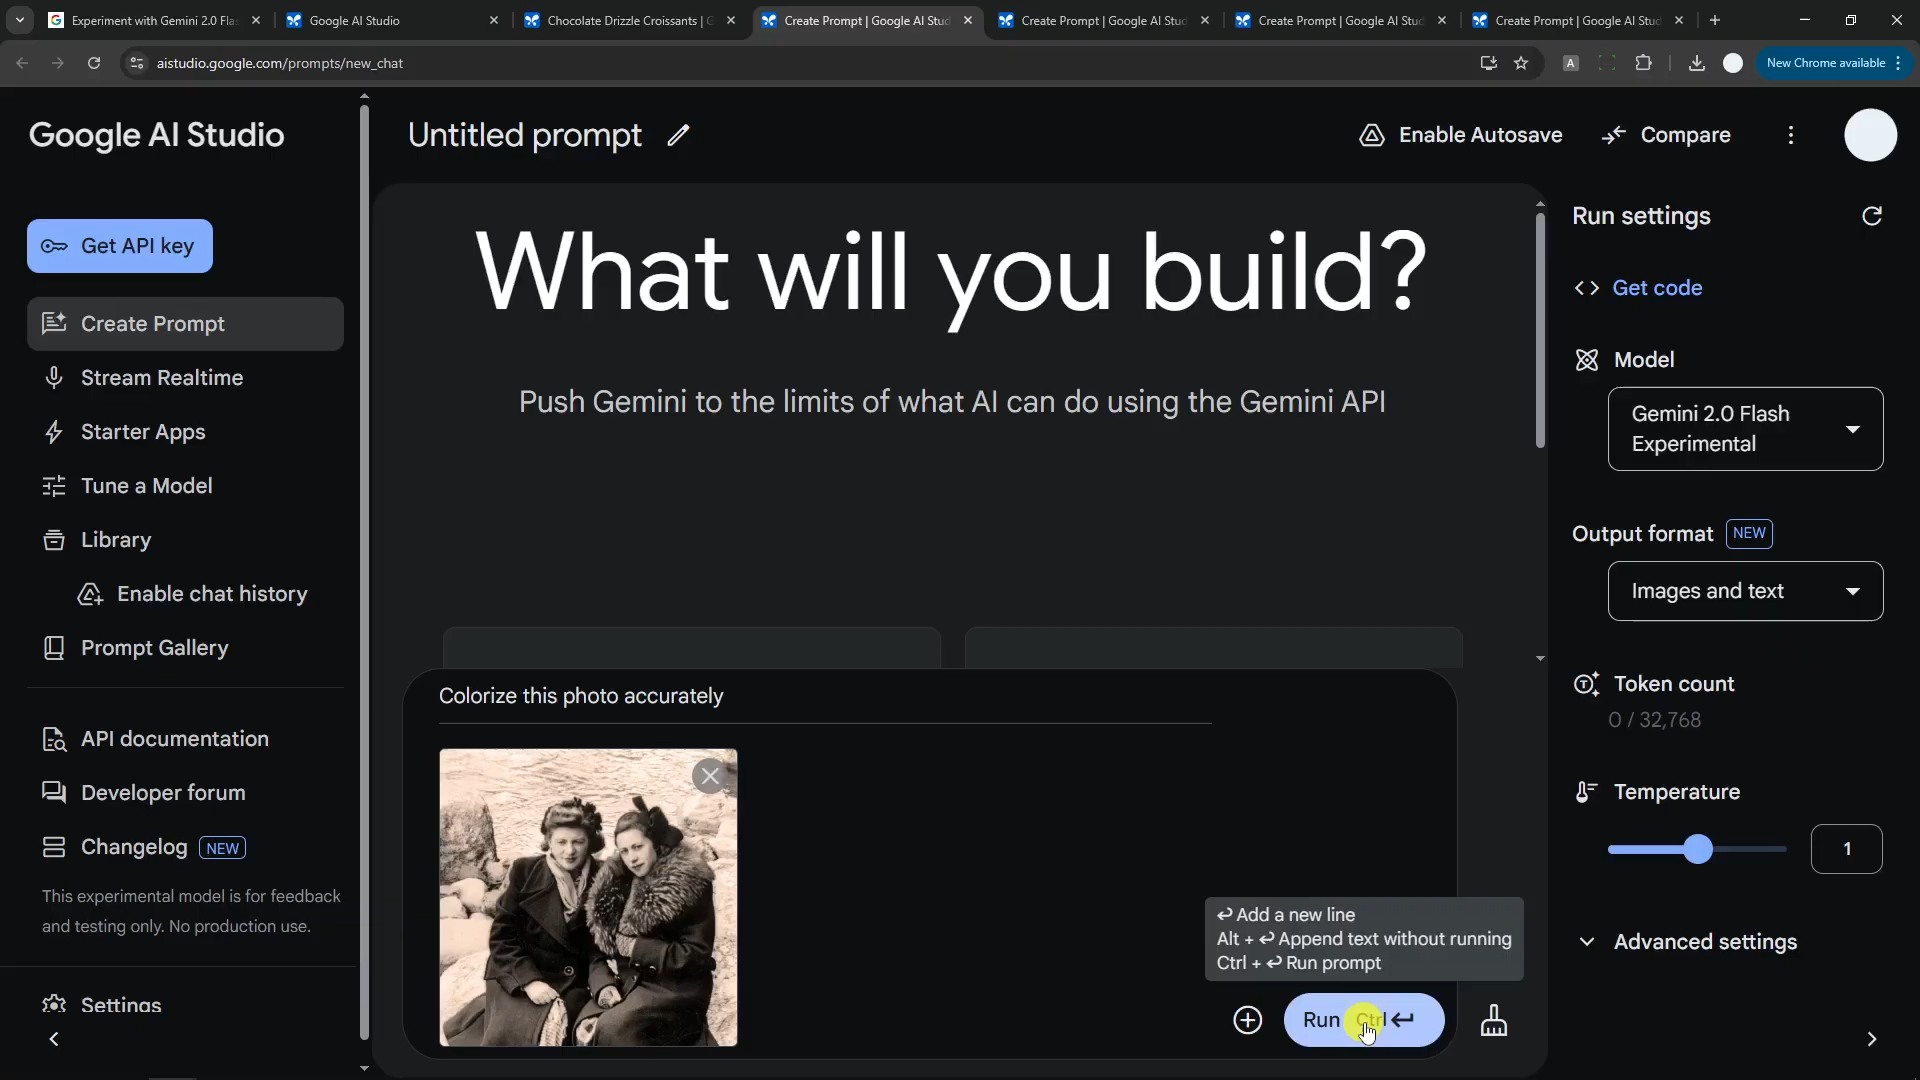 Experiment with Gemini 2.0 Fla
Google AI Studio
Chocolate Drizzle Croissants | G
Create Prompt | Google AI Stud
Create Prompt | Google AI Stud
Create Prompt | Google AI Stud
Create Prompt | Google AI Stud
aistudio.google.com/prompts/new_chat
A
New Chrome available
Google AI Studio
Untitled prompt
Enable Autosave
Compare
Get API key
Create Prompt
Stream Realtime
Starter Apps
Tune a Model
Library
Enable chat history
Prompt Gallery
API documentation
Developer forum
Changelog NEW
This experimental model is for feedback
and testing only. No production use.
Settings
What will you build?
Push Gemini to the limits of what AI can do using the Gemini API
Colorize this photo accurately
Add a new line
Alt + Append text without running
Ctrl + Run prompt
Run Ctrl
Run settings
Get code
Model
Gemini 2.0 Flash
Experimental
Output format NEW
Images and text
Token count
0 / 32,768
Temperature
1
Advanced settings